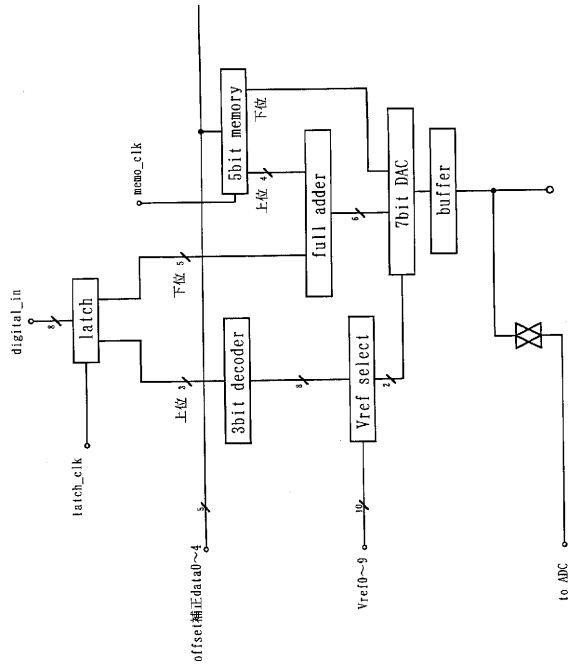 digital_in
8
latch
latch_clk
memo_clk
上位
3
下位
5
5bit memory
上位
4
下位
3bit decoder
full adder
8
6
offset補正data0～4
5
Vref0～9
10
Vref select
2
7bit DAC
buffer
to ADC